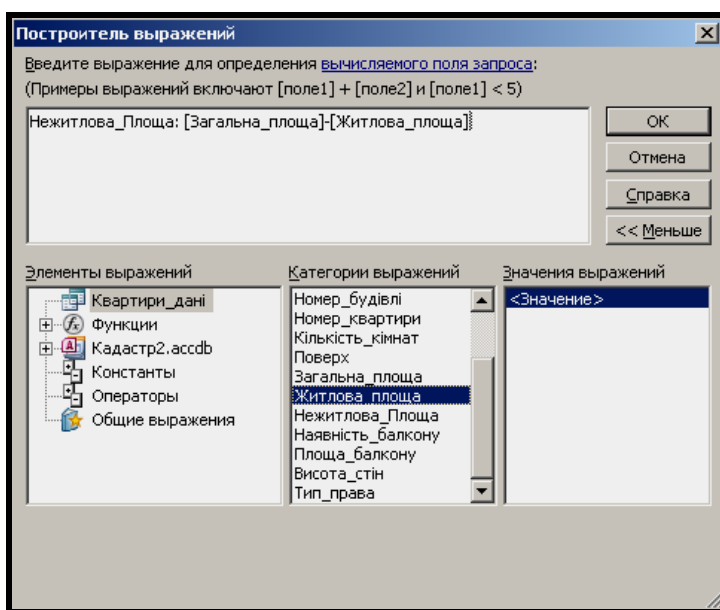 Построитель выражений
Введите выражение для определения вычисляемого поля запроса:
(Примеры выражений включают [поле1] + [поле2] и [поле1] < 5)
Нежитлова_Площа: [Загальна_площа]-[Житлова_площа]
ОК
Отмена
Справка
<< Меньше
Элементы выражений
Категории выражений
Значения выражений
Квартири_дані
Функции
Кадастр2.accdb
Константы
Операторы
Общие выражения
Номер_будівлі
Номер_квартири
Кількість_кімнат
Поверх
Загальна_площа
Житлова_площа
Нежитлова_Площа
Наявність_балкону
Площа_балкону
Висота_стін
Тип_права
<Значение>